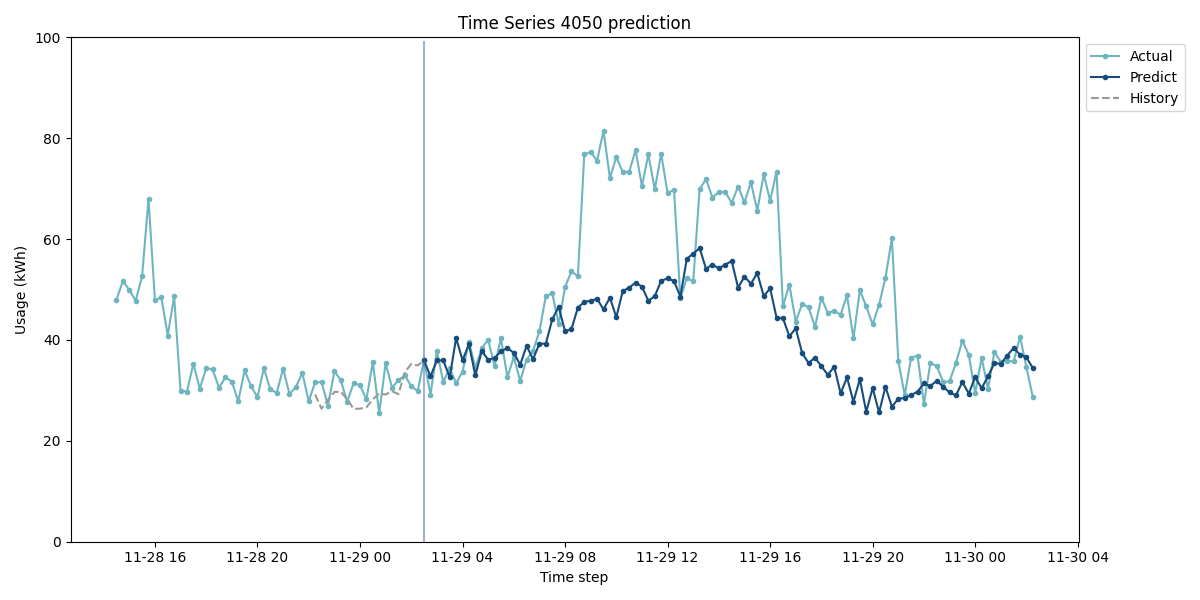 Time Series 4050 prediction
Usage (kWh)
100
80
60
40
20
0
11-28 16
11-28 20
11-29 00
11-29 04
11-29 08
11-29 12
11-29 16
11-29 20
11-30 00
11-30 04
Time step
Actual
Predict
History